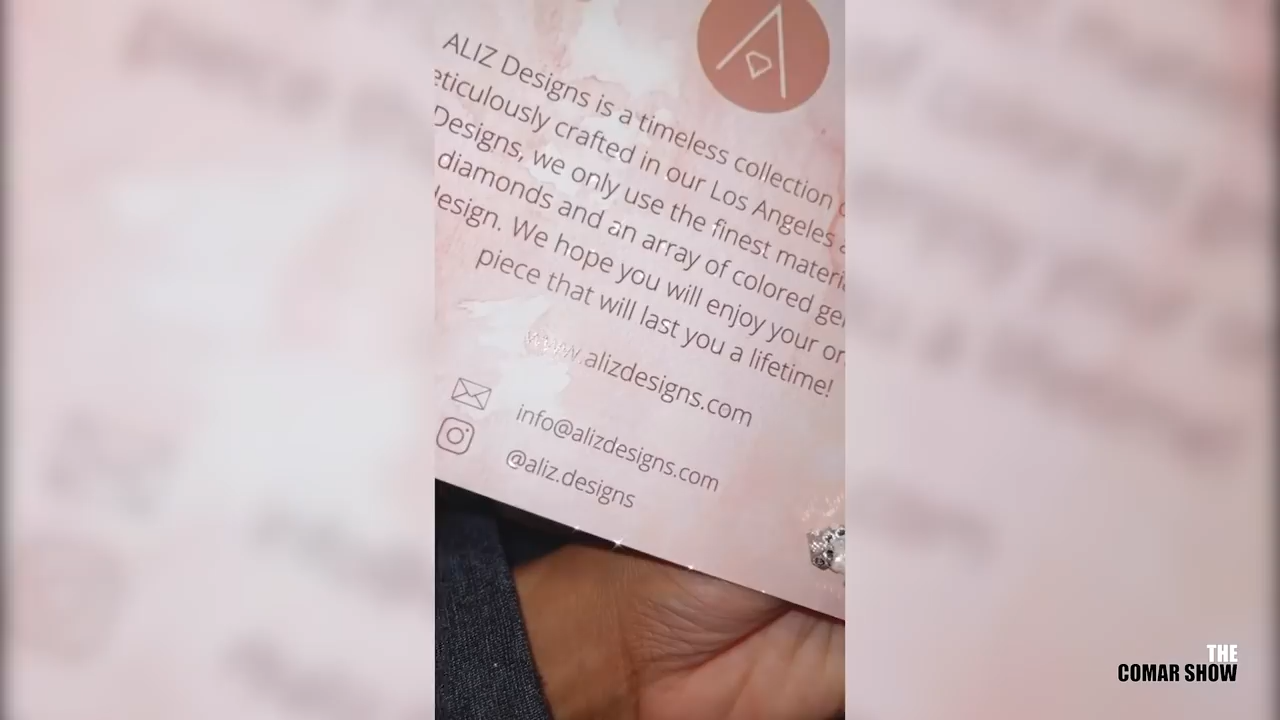 ALIZ Designs is a timeless collection
eticulously crafted in our Los Angeles
Designs, we only use the finest materi
diamonds and an array of colored ge
design. We hope you will enjoy your
piece that will last you a lifetime!
www.alizdesigns.com
info@alizdesigns.com
@aliz.designs
THE
COMAR SHOW